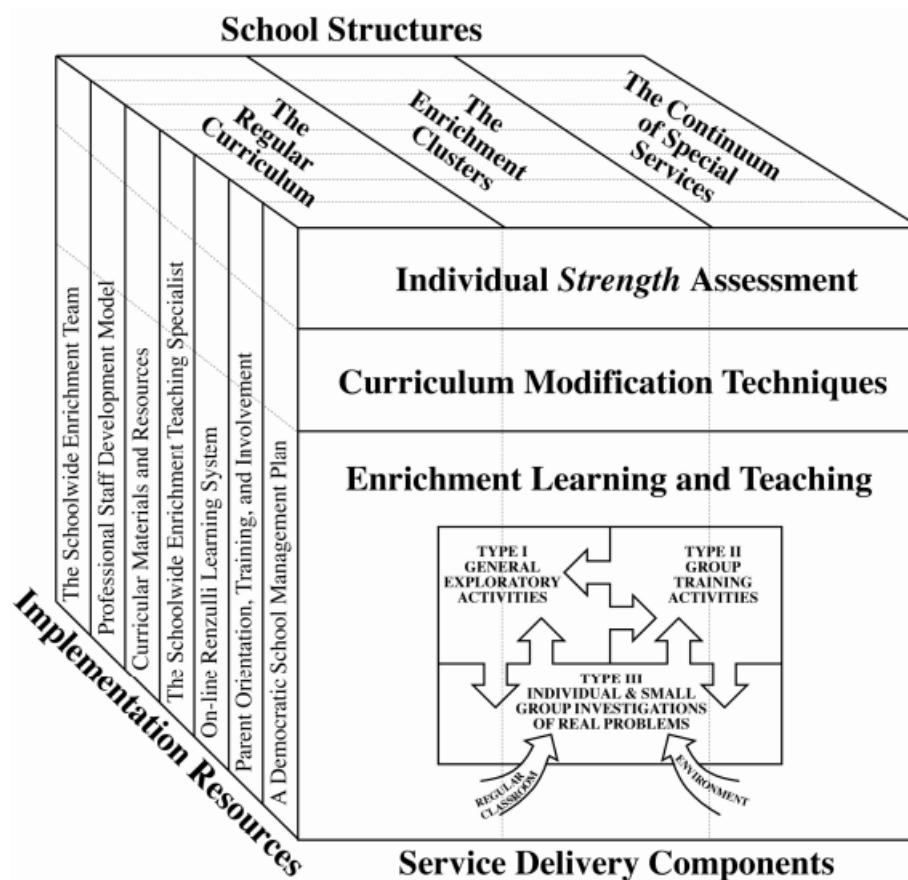 School Structures
The
Regular
Curriculum
The
Enrichment
Clusters
The Continuum
of Special
Services
Individual Strength Assessment
Curriculum Modification Techniques
Enrichment Learning and Teaching
TYPE I
GENERAL
EXPLORATORY
ACTIVITIES
TYPE II
GROUP
TRAINING
ACTIVITIES
TYPE III
INDIVIDUAL & SMALL
GROUP INVESTIGATIONS
OF REAL PROBLEMS
REGULAR
CLASSROOM
ENVIRONMENT
The Schoolwide Enrichment Team
Professional Staff Development Model
Curricular Materials and Resources
The Schoolwide Enrichment Teaching Specialist
On-line Renzulli Learning System
Parent Orientation, Training, and Involvement
A Democratic School Management Plan
Implementation Resources
Service Delivery Components